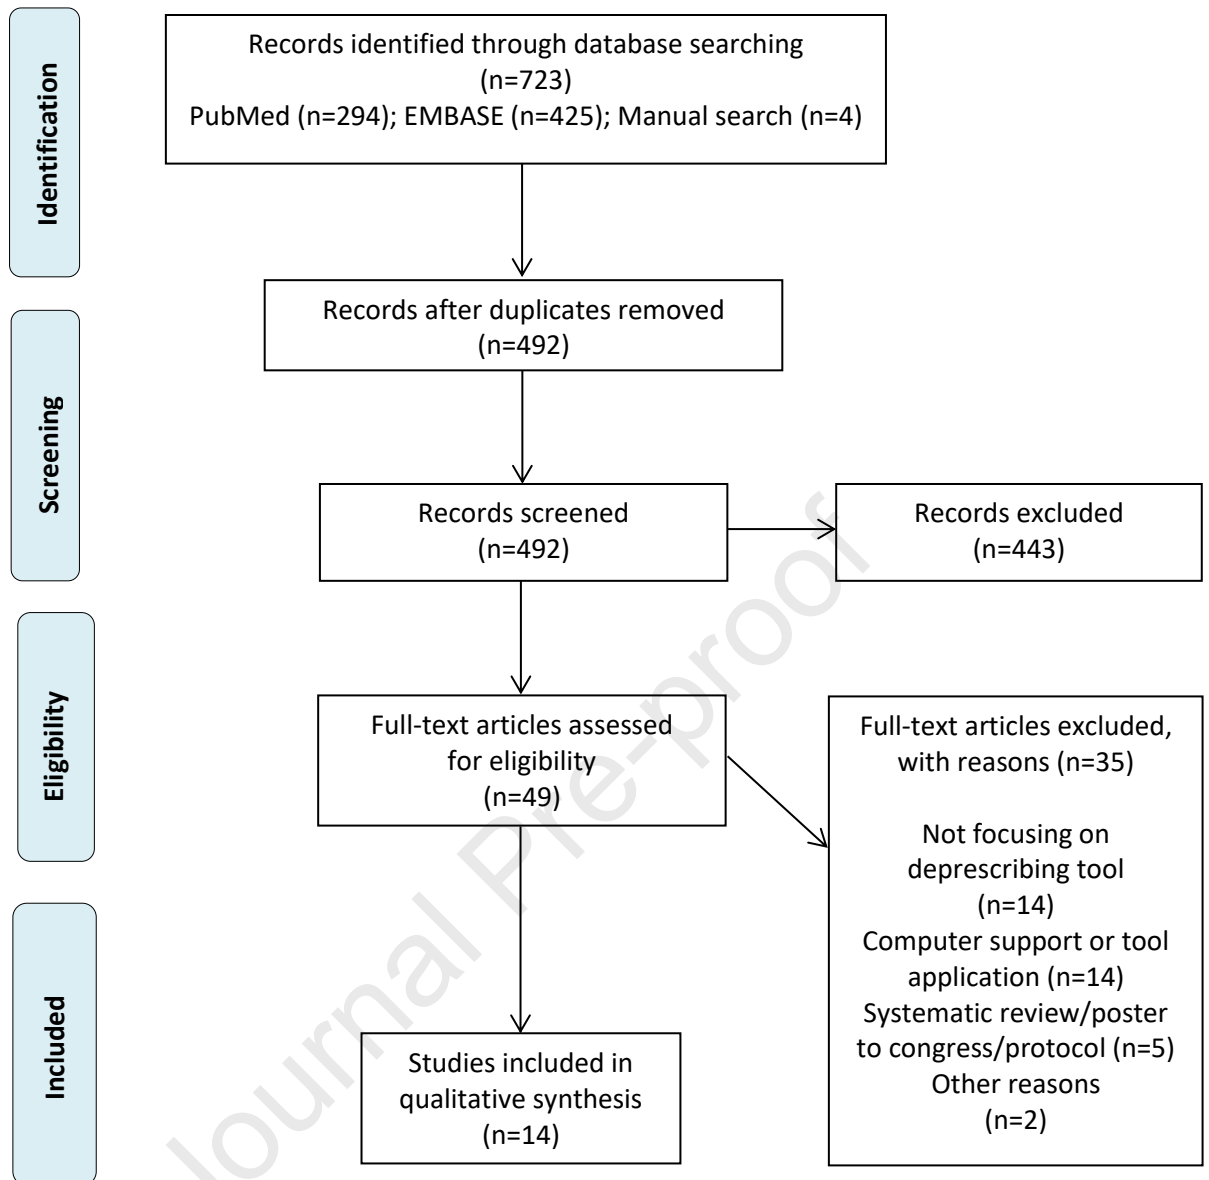 Identification
Records identified through database searching
(n=723)
PubMed (n=294); EMBASE (n=425); Manual search (n=4)
Records after duplicates removed
(n=492)
Screening
Records screened
(n=492)
Records excluded
(n=443)
Eligibility
Full-text articles assessed
for eligibility
(n=49)
Full-text articles excluded,
with reasons (n=35)
Not focusing on
deprescribing tool
(n=14)
Computer support or tool
application (n=14)
Systematic review/poster
to congress/protocol (n=5)
Other reasons
(n=2)
Included
Studies included in
qualitative synthesis
(n=14)
Journal Pre-proof